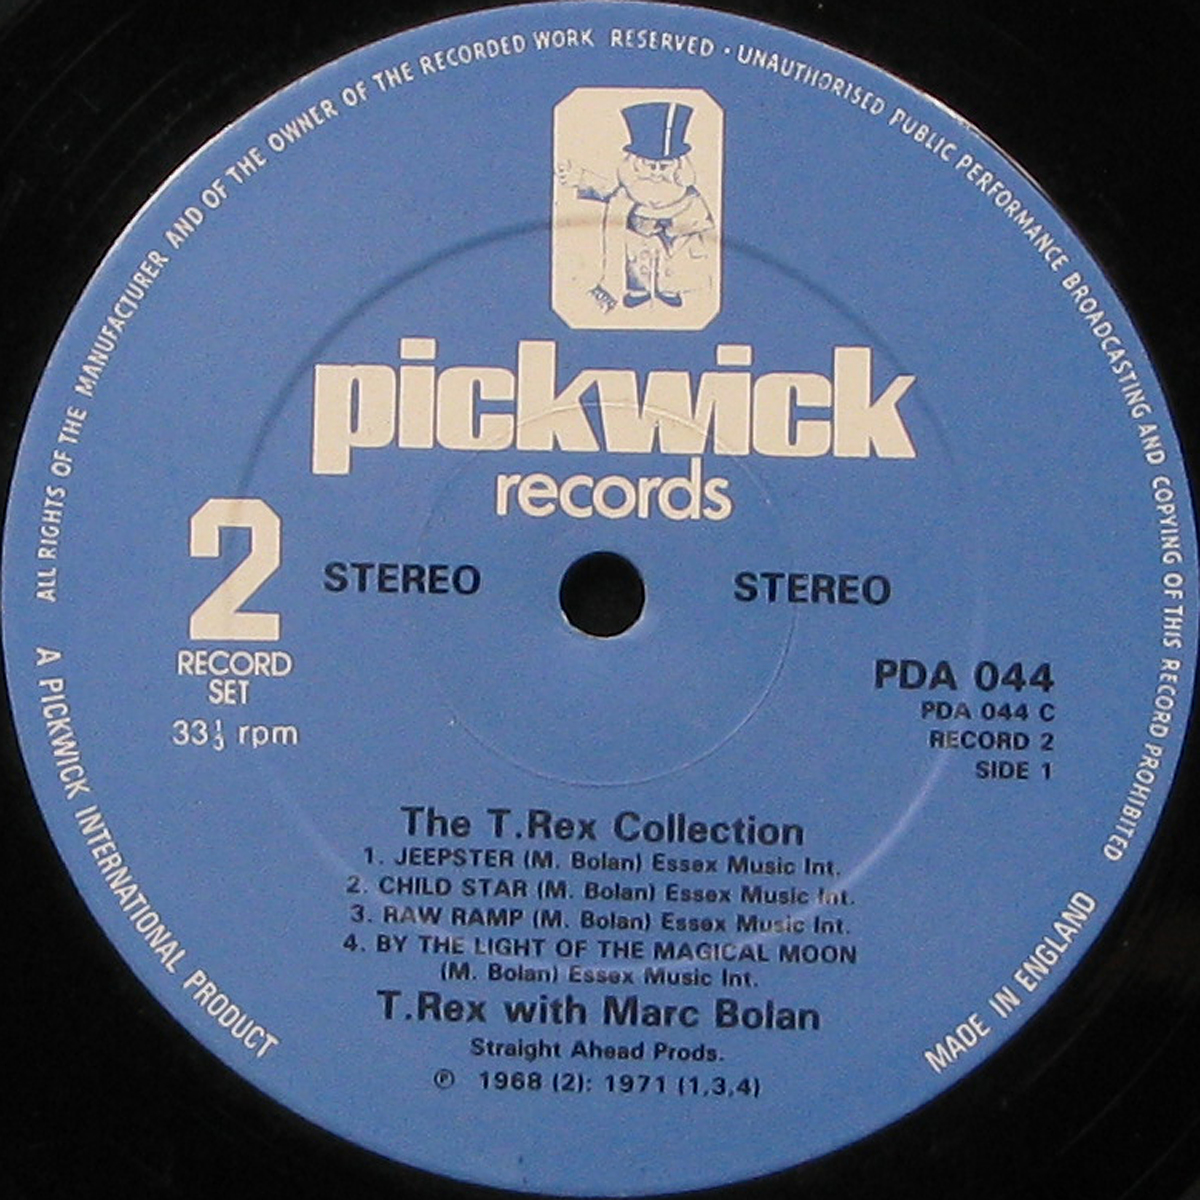 ALL RIGHTS OF THE MANUFACTURER AND OF THE OWNER OF THE RECORDED WORK RESERVED · UNAUTHORISED PUBLIC PERFORMANCE BROADCASTING AND COPYING OF THIS RECORD PROHIBITED
pickwick
records
2
RECORD
SET
33⅓ rpm
STEREO
STEREO
PDA 044
PDA 044 C
RECORD 2
SIDE 1
The T.Rex Collection
1. JEEPSTER (M. Bolan) Essex Music Int.
2. CHILD STAR (M. Bolan) Essex Music Int.
3. RAW RAMP (M. Bolan) Essex Music Int.
4. BY THE LIGHT OF THE MAGICAL MOON
(M. Bolan) Essex Music Int.
T.Rex with Marc Bolan
Straight Ahead Prods.
℗ 1968 (2): 1971 (1,3,4)
A PICKWICK INTERNATIONAL PRODUCT
MADE IN ENGLAND